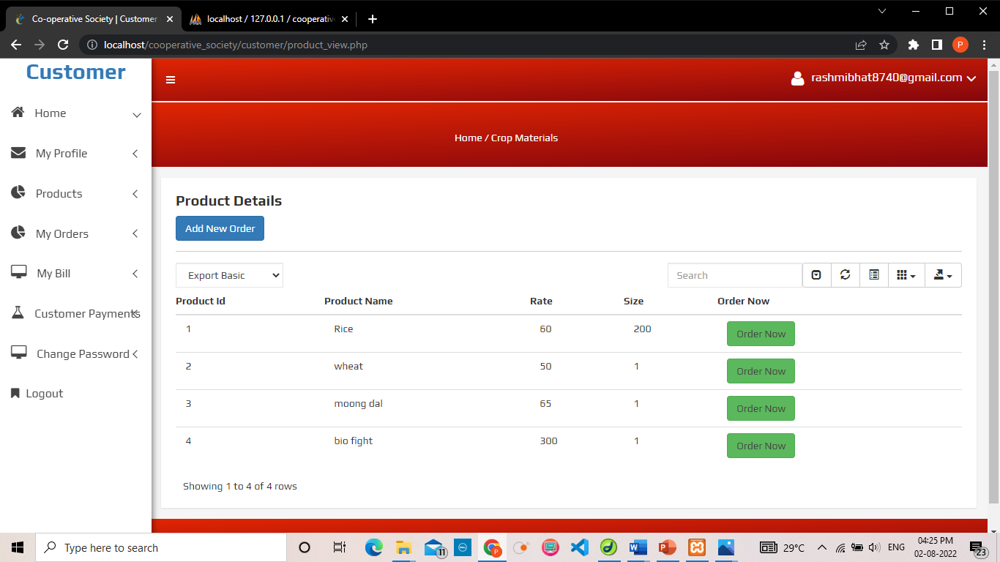 Co-operative Society | Customer
localhost / 127.0.0.1 / cooperativ
localhost/cooperative_society/customer/product_view.php
P
Customer
rashmibhat8740@gmail.com
Home
Home / Crop Materials
My Profile
Products
My Orders
My Bill
Customer Payments
Change Password
Logout
Product Details
Add New Order
Export Basic
Search
Product Id Product Name Rate Size Order Now
1 Rice 60 200 Order Now
2 wheat 50 1 Order Now
3 moong dal 65 1 Order Now
4 bio fight 300 1 Order Now
Showing 1 to 4 of 4 rows
Type here to search
11
P
29°C
ENG
04:25 PM
02-08-2022
23